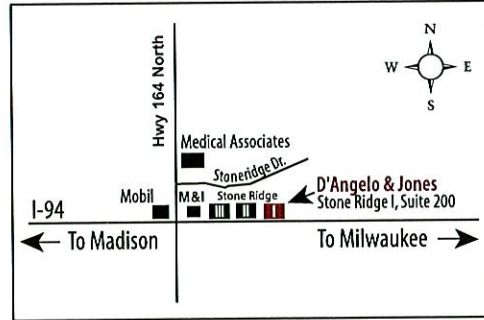 N
W E
S
Hwy 164 North
Medical Associates
Stoneridge Dr.
Mobil
M&I
Stone Ridge
D'Angelo & Jones
Stone Ridge I, Suite 200
I-94
To Madison
To Milwaukee